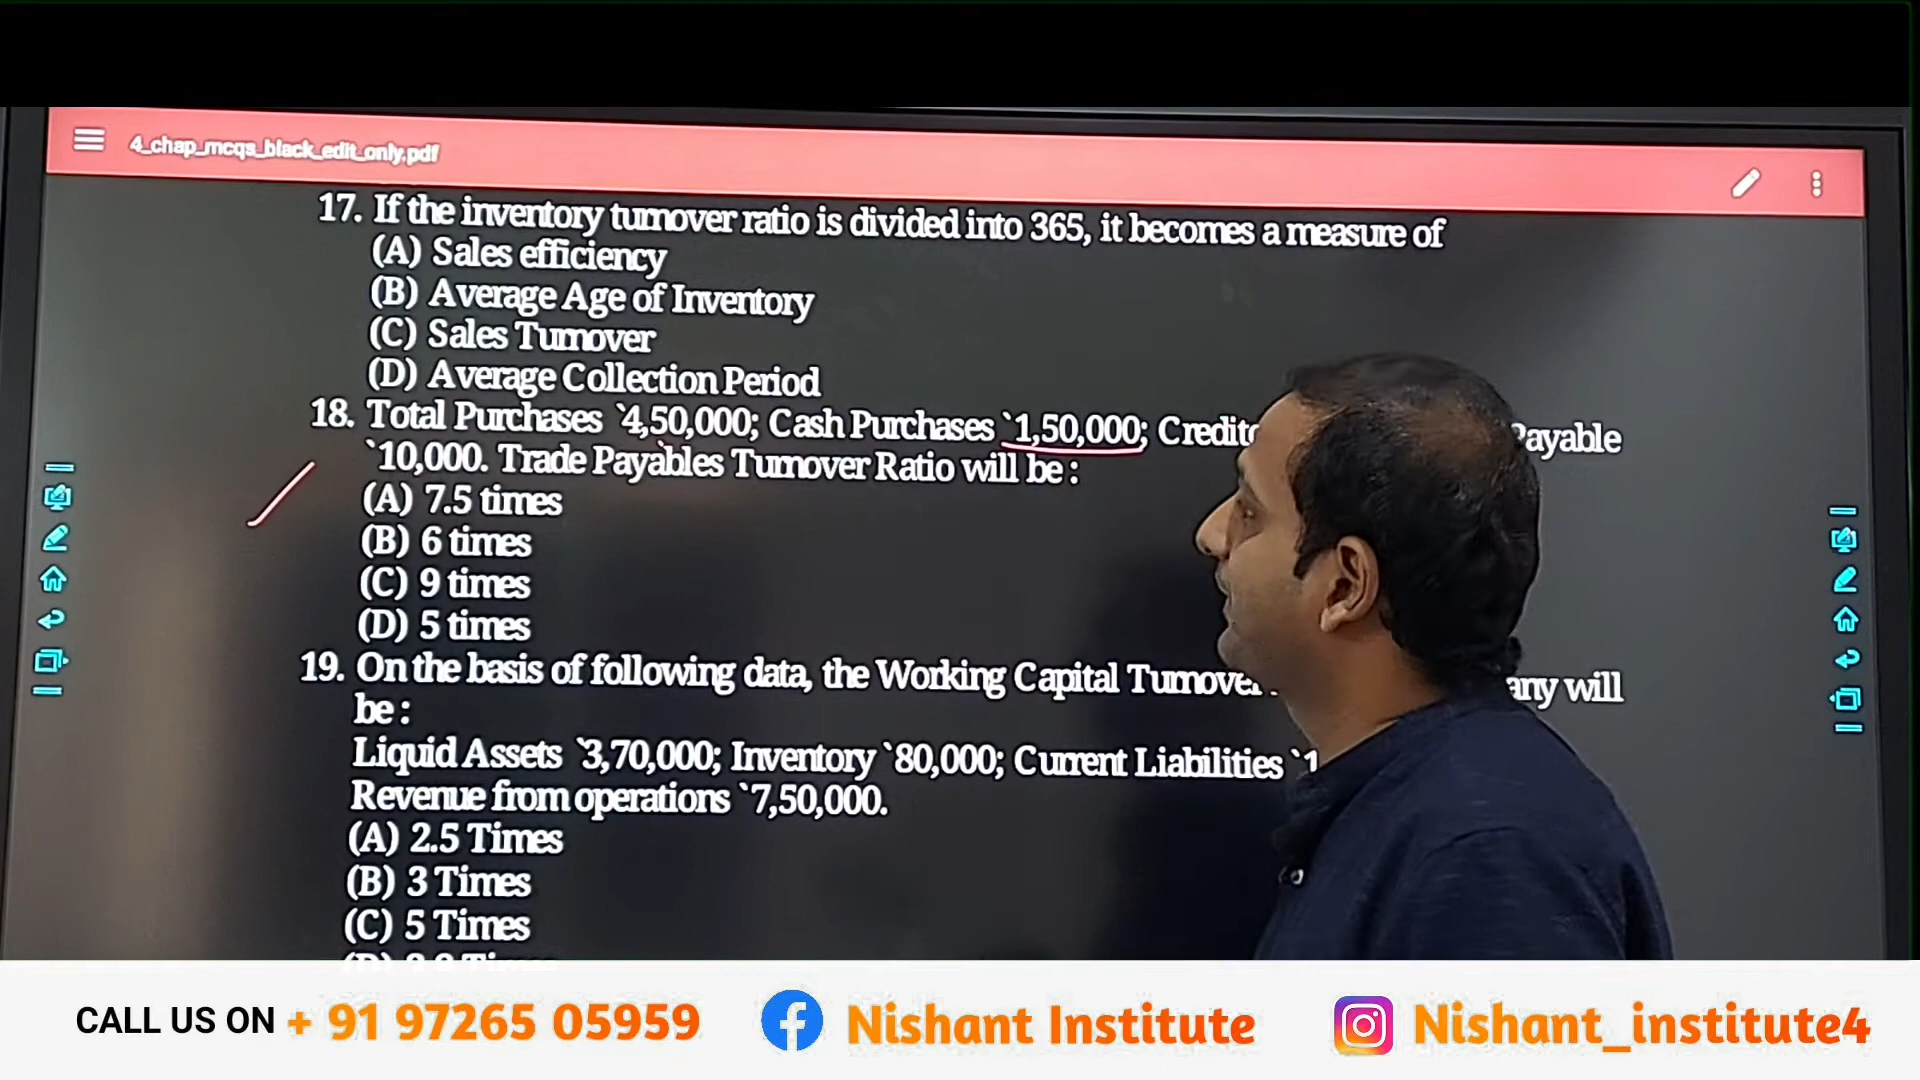 4_chap_mcqs_black_edit_only.pdf
17. If the inventory turnover ratio is divided into 365, it becomes a measure of
(A) Sales efficiency
(B) Average Age of Inventory
(C) Sales Turnover
(D) Average Collection Period
18. Total Purchases `4,50,000; Cash Purchases `1,50,000; Payable
`10,000. Trade Payables Turnover Ratio will be :
(A) 7.5 times
(B) 6 times
(C) 9 times
(D) 5 times
19. On the basis of following data, the Working Capital Turnover will
be :
Liquid Assets `3,70,000; Inventory `80,000; Current Liabilities
Revenue from operations `7,50,000.
(A) 2.5 Times
(B) 3 Times
(C) 5 Times
CALL US ON + 91 97265 05959 Nishant Institute Nishant_institute4